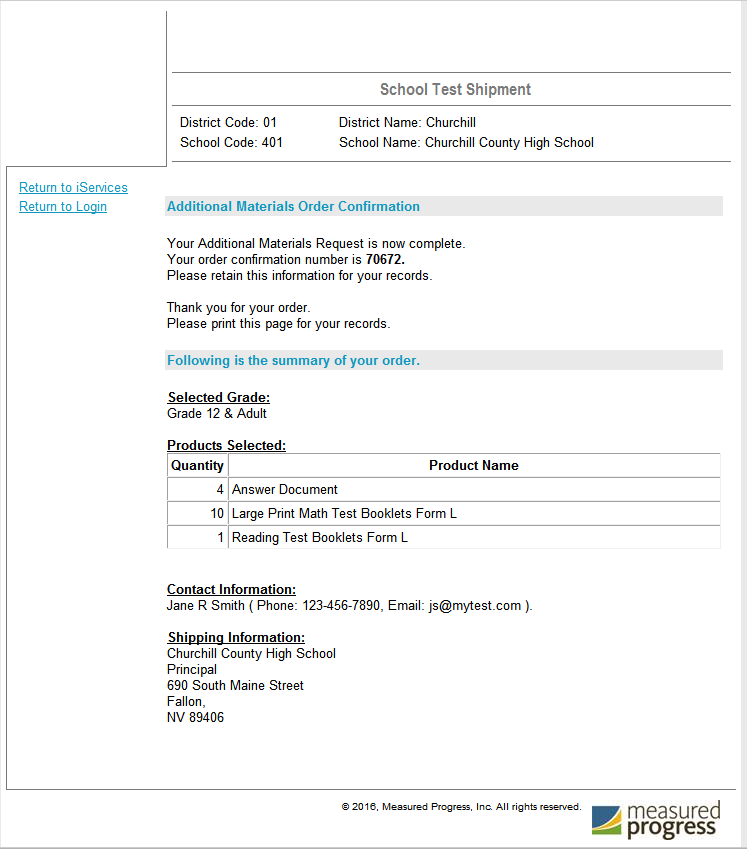 School Test Shipment
District Code: 01 District Name: Churchill
School Code: 401 School Name: Churchill County High School
Return to iServices
Return to Login
Additional Materials Order Confirmation
Your Additional Materials Request is now complete.
Your order confirmation number is 70672.
Please retain this information for your records.
Thank you for your order.
Please print this page for your records.
Following is the summary of your order.
Selected Grade:
Grade 12 & Adult
Products Selected:
Quantity Product Name
4 Answer Document
10 Large Print Math Test Booklets Form L
1 Reading Test Booklets Form L
Contact Information:
Jane R Smith ( Phone: 123-456-7890, Email: js@mytest.com ).
Shipping Information:
Churchill County High School
Principal
690 South Maine Street
Fallon,
NV 89406
© 2016, Measured Progress, Inc. All rights reserved.
measured
progress